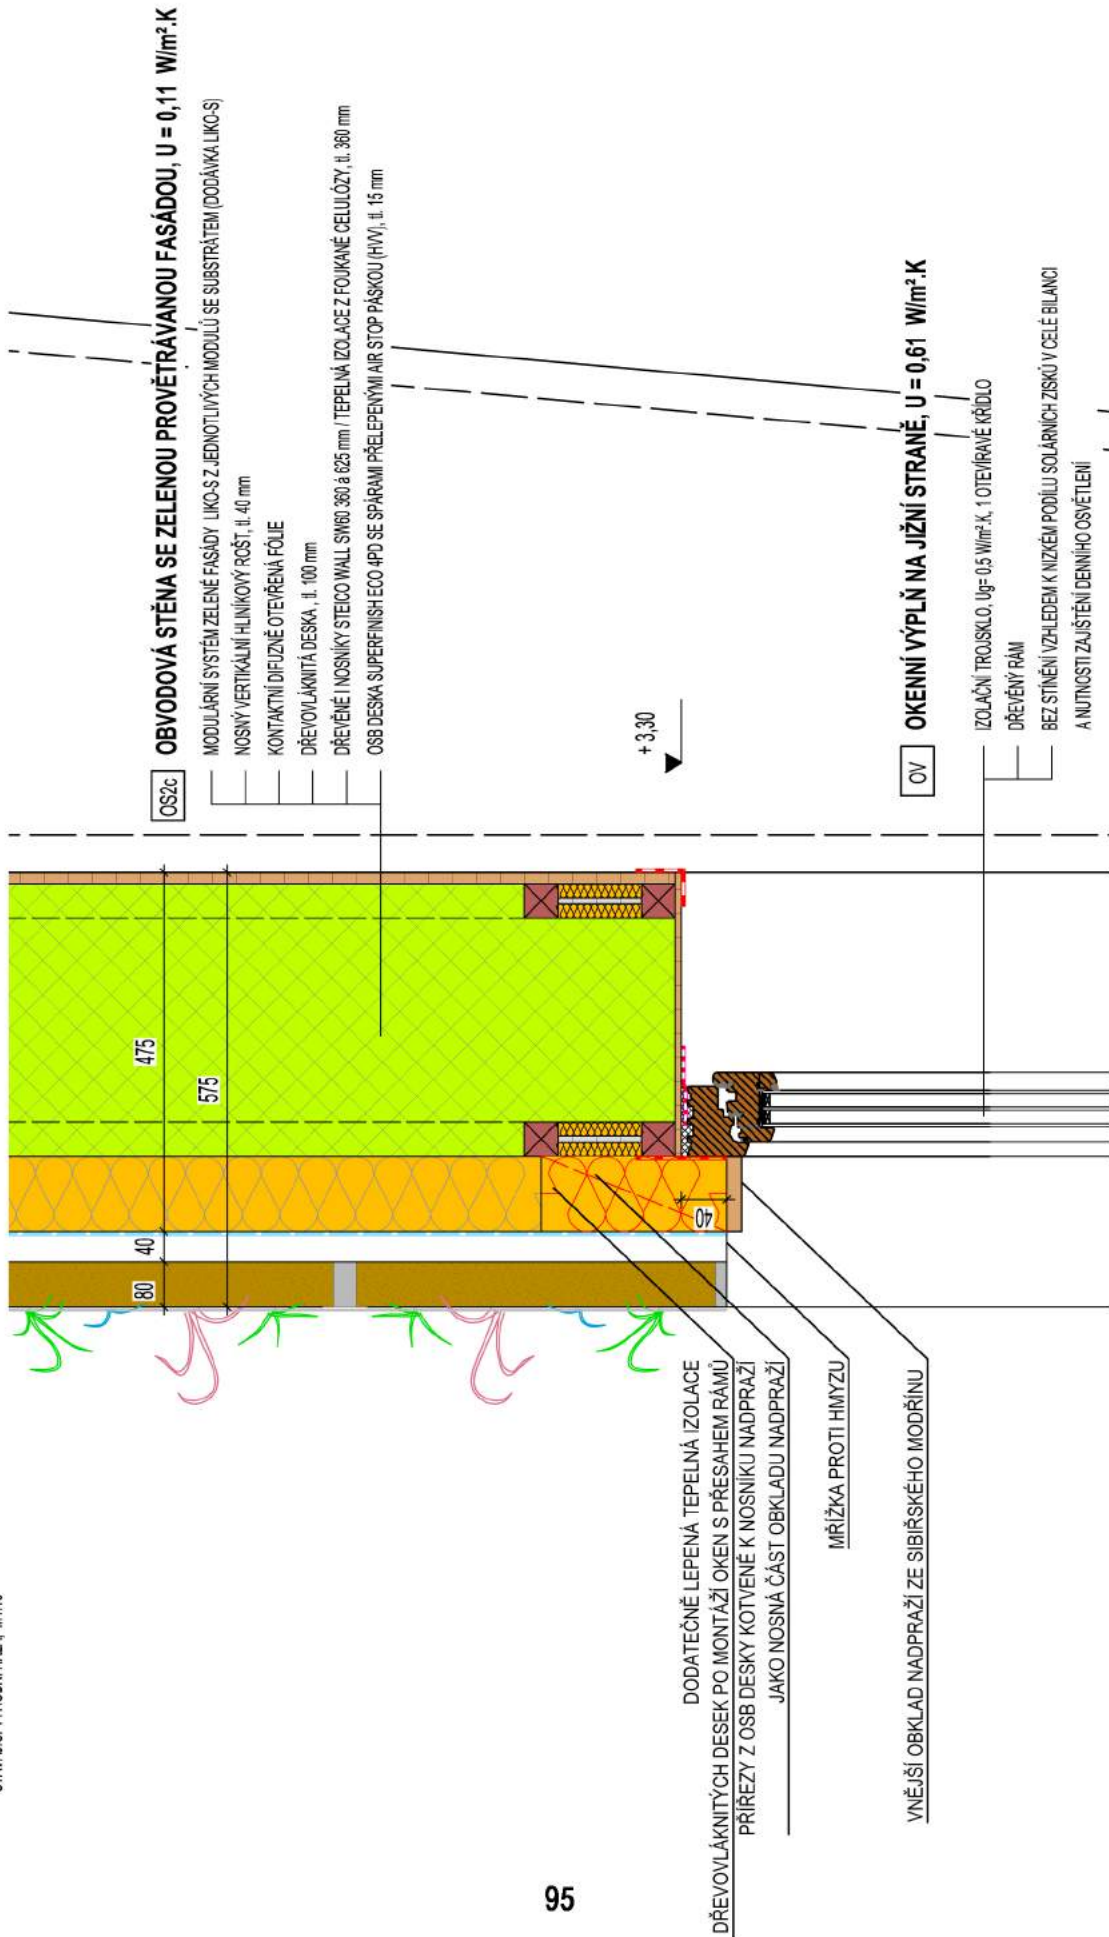 OS2c OBVODOVÁ STĚNA SE ZELENOU PROVĚTRÁVANOU FASÁDOU, U = 0,11 W/m².K
MODULÁRNÍ SYSTÉM ZELENÉ FASÁDY LIKO-S Z JEDNOTLIVÝCH MODULŮ SE SUBSTRÁTEM (DODÁVKA LIKO-S)
NOSNÝ VERTIKÁLNÍ HLINÍKOVÝ ROŠT, tl. 40 mm
KONTAKTNÍ DIFUZNĚ OTEVŘENÁ FÓLIE
DŘEVOVLÁKNITÁ DESKA , tl. 100 mm
DŘEVĚNÉ I NOSNÍKY STEICO WALL SW60 360 á 625 mm / TEPELNÁ IZOLACE Z FOUKANÉ CELULÓZY, tl. 360 mm
OSB DESKA SUPERFINISH ECO 4PD SE SPÁRAMI PŘELEPENÝMI AIR STOP PÁSKOU (HVV), tl. 15 mm
80
40
475
575
+ 3,30
40
OV OKENNÍ VÝPLŇ NA JIŽNÍ STRANĚ, U = 0,61 W/m².K
IZOLAČNÍ TROJSKLO, Ug= 0,5 W/m².K, 1 OTEVÍRAVÉ KŘÍDLO
DŘEVĚNÝ RÁM
BEZ STÍNĚNÍ VZHLEDEM K NÍZKÉM PODÍLU SOLÁRNÍCH ZISKŮ V CELÉ BILANCI
A NUTNOSTI ZAJIŠTĚNÍ DENNÍHO OSVĚTLENÍ
DODATEČNĚ LEPENÁ TEPELNÁ IZOLACE
DŘEVOVLÁKNITÝCH DESEK PO MONTÁŽI OKEN S PŘESAHEM RÁMŮ
PŘÍŘEZY Z OSB DESKY KOTVENÉ K NOSNÍKU NADPRAŽÍ
JAKO NOSNÁ ČÁST OBKLADU NADPRAŽÍ
MŘÍŽKA PROTI HMYZU
VNĚJŠÍ OBKLAD NADPRAŽÍ ZE SIBIŘSKÉHO MODŘÍNU
95